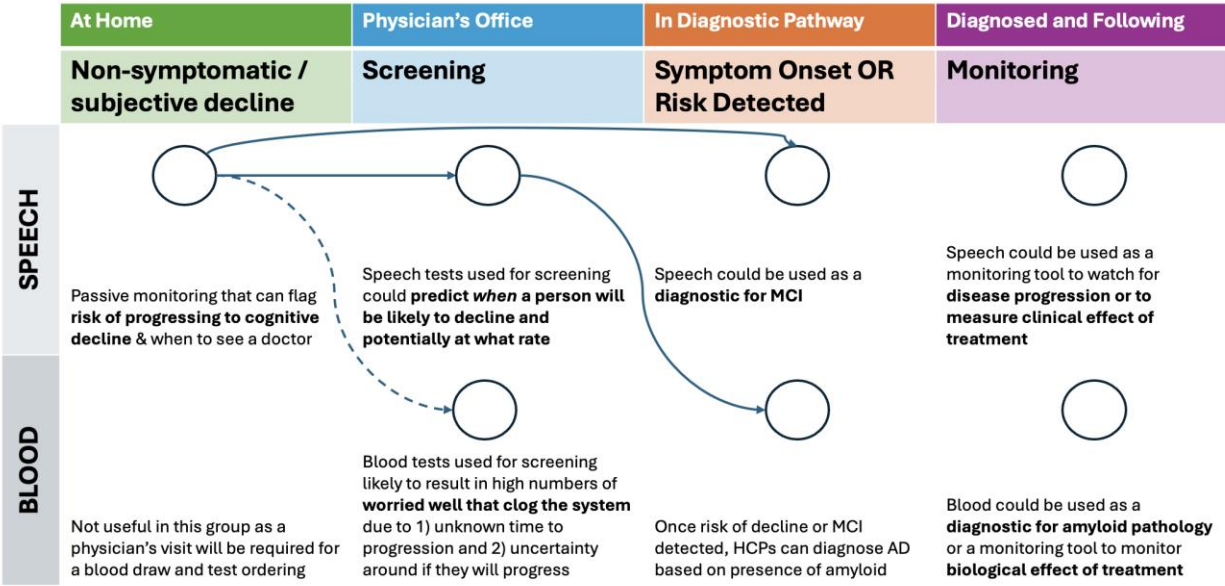 At Home
Physician's Office
In Diagnostic Pathway
Diagnosed and Following
Non-symptomatic /
subjective decline
Screening
Symptom Onset OR
Risk Detected
Monitoring
SPEECH
Passive monitoring that can flag
risk of progressing to cognitive
decline & when to see a doctor
Speech tests used for screening
could predict when a person will
be likely to decline and
potentially at what rate
Speech could be used as a
diagnostic for MCI
Speech could be used as a
monitoring tool to watch for
disease progression or to
measure clinical effect of
treatment
BLOOD
Not useful in this group as a
physician's visit will be required for
a blood draw and test ordering
Blood tests used for screening
likely to result in high numbers of
worried well that clog the system
due to 1) unknown time to
progression and 2) uncertainty
around if they will progress
Once risk of decline or MCI
detected, HCPs can diagnose AD
based on presence of amyloid
Blood could be used as a
diagnostic for amyloid pathology
or a monitoring tool to monitor
biological effect of treatment